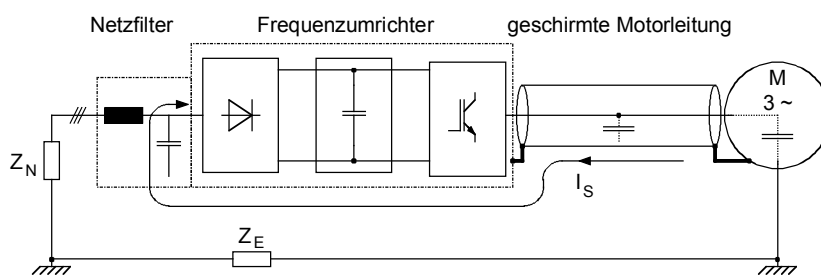 Netzfilter Frequenzumrichter geschirmte Motorleitung
M
3 ~
Z_N
I_S
Z_E